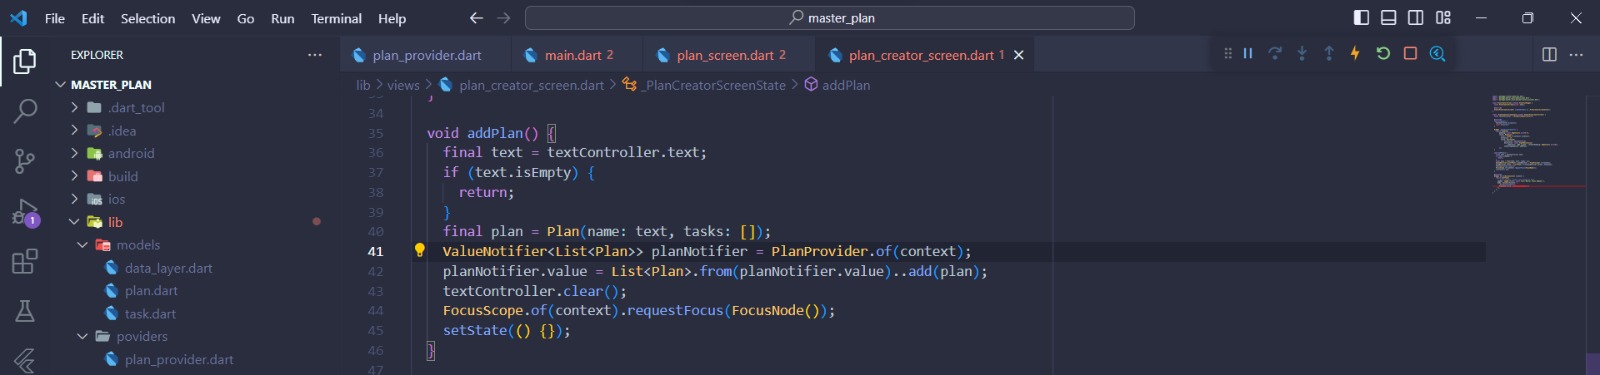 File Edit Selection View Go Run Terminal Help
master_plan
EXPLORER
MASTER_PLAN
.dart_tool
.idea
android
build
ios
lib
models
data_layer.dart
plan.dart
task.dart
poviders
plan_provider.dart
1
plan_provider.dart
main.dart 2
plan_screen.dart 2
plan_creator_screen.dart 1
lib > views > plan_creator_screen.dart > _PlanCreatorScreenState > addPlan
34
35 void addPlan() {
36 final text = textController.text;
37 if (text.isEmpty) {
38 return;
39 }
40 final plan = Plan(name: text, tasks: []);
41 ValueNotifier<List<Plan>> planNotifier = PlanProvider.of(context);
42 planNotifier.value = List<Plan>.from(planNotifier.value)..add(plan);
43 textController.clear();
44 FocusScope.of(context).requestFocus(FocusNode());
45 setState(() {});
46 }
47